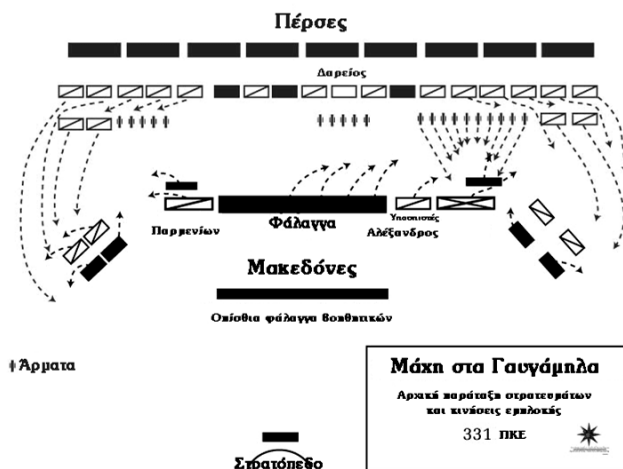 Πέρσες
Δαρείος
Παρμενίων
Φάλαγγα
Υπασπιστές
Αλέξανδρος
Μακεδόνες
Οπίσθια φάλαγγα βοηθητικών
Άρματα
Μάχη στα Γαυγάμηλα
Αρχική παράταξη στρατευμάτων
και κινήσεις εμπλοκής
331 ΠΚΕ
Στρατόπεδο